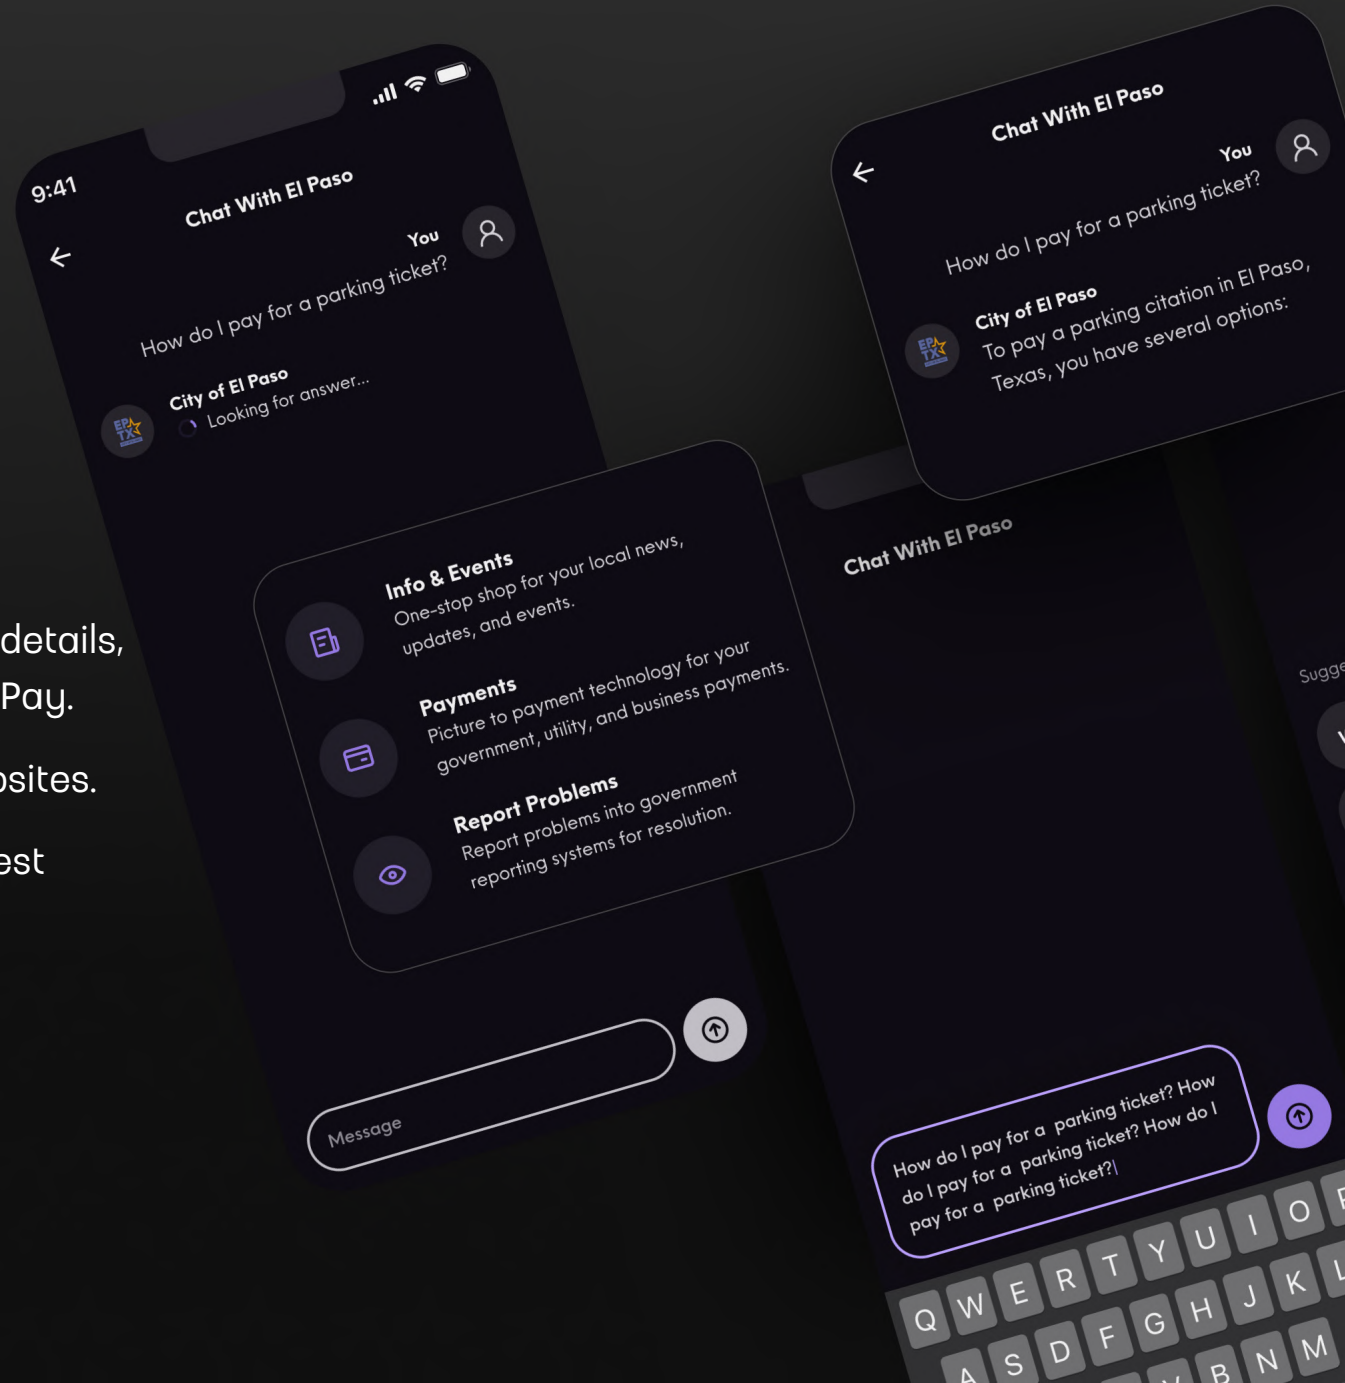 9:41
Chat With El Paso
You
How do I pay for a parking ticket?
City of El Paso
Looking for answer...
EP
TX
Info & Events
One-stop shop for your local news,
updates, and events.
Payments
Picture to payment technology for your
government, utility, and business payments.
Report Problems
Report problems into government
reporting systems for resolution.
Message
details,
Pay.
est
Chat With El Paso
You
How do I pay for a parking ticket?
City of El Paso
To pay a parking citation in El Paso,
Texas, you have several options:
EP
TX
Chat With El Paso
How do I pay for a parking ticket? How
do I pay for a parking ticket? How do I
pay for a parking ticket?
Q W E R T Y U I O
A S D F G H J K L
B N M